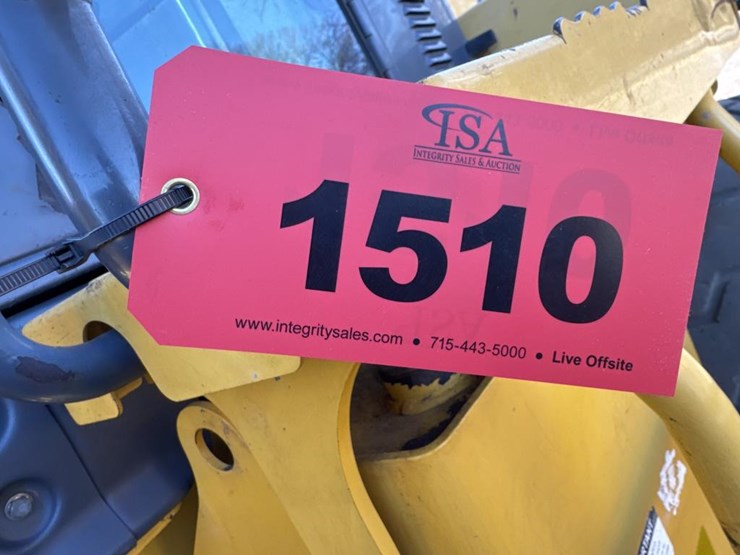 ISA
INTEGRITY SALES & AUCTION
1510
www.integritysales.com • 715-443-5000 • Live Offsite